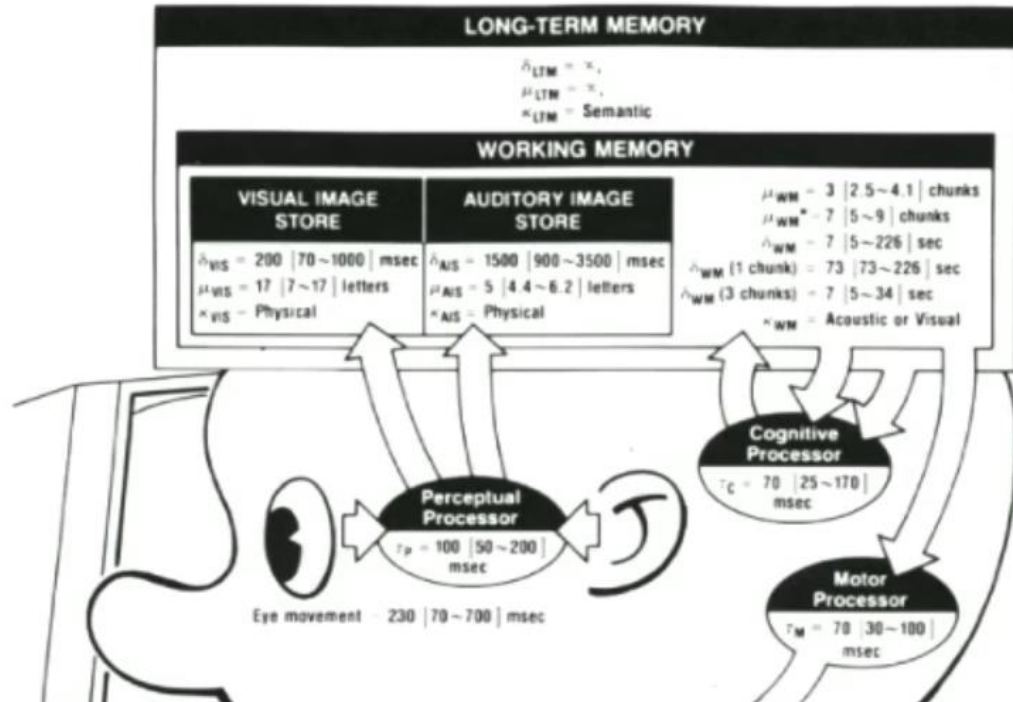 LONG-TERM MEMORY
δLTM = ∝,
μLTM = ∝,
κLTM = Semantic
WORKING MEMORY
VISUAL IMAGE
STORE
δVIS = 200 [70~1000] msec
μVIS = 17 [7~17] letters
κVIS = Physical
AUDITORY IMAGE
STORE
δAIS = 1500 [900~3500] msec
μAIS = 5 [4.4~6.2] letters
κAIS = Physical
μWM = 3 [2.5~4.1] chunks
μWM* = 7 [5~9] chunks
δWM = 7 [5~226] sec
δWM (1 chunk) = 73 [73~226] sec
δWM (3 chunks) = 7 [5~34] sec
κWM = Acoustic or Visual
Cognitive
Processor
τC = 70 [25~170]
msec
Perceptual
Processor
τP = 100 [50~200]
msec
Eye movement = 230 [70~700] msec
Motor
Processor
τM = 70 [30~100]
msec